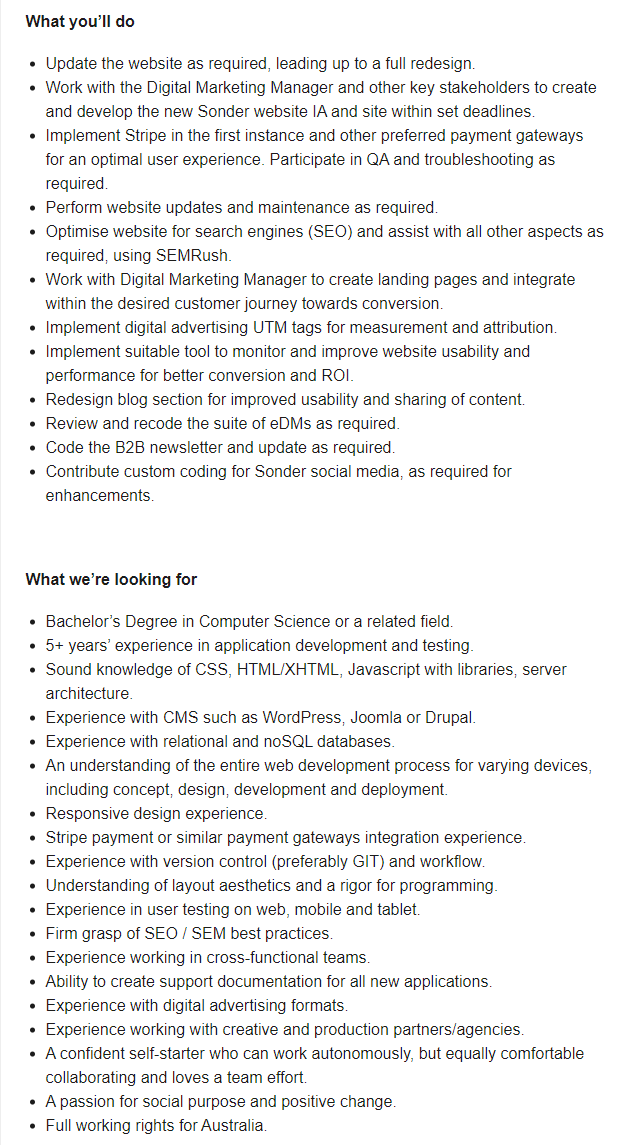 What you’ll do
Update the website as required, leading up to a full redesign.
Work with the Digital Marketing Manager and other key stakeholders to create
and develop the new Sonder website IA and site within set deadlines.
Implement Stripe in the first instance and other preferred payment gateways
for an optimal user experience. Participate in QA and troubleshooting as
required.
Perform website updates and maintenance as required.
Optimise website for search engines (SEO) and assist with all other aspects as
required, using SEMRush.
Work with Digital Marketing Manager to create landing pages and integrate
within the desired customer journey towards conversion.
Implement digital advertising UTM tags for measurement and attribution.
Implement suitable tool to monitor and improve website usability and
performance for better conversion and ROI.
Redesign blog section for improved usability and sharing of content.
Review and recode the suite of eDMs as required.
Code the B2B newsletter and update as required.
Contribute custom coding for Sonder social media, as required for
enhancements.
What we’re looking for
Bachelor’s Degree in Computer Science or a related field.
5+ years’ experience in application development and testing.
Sound knowledge of CSS, HTML/XHTML, Javascript with libraries, server
architecture.
Experience with CMS such as WordPress, Joomla or Drupal.
Experience with relational and noSQL databases.
An understanding of the entire web development process for varying devices,
including concept, design, development and deployment.
Responsive design experience.
Stripe payment or similar payment gateways integration experience.
Experience with version control (preferably GIT) and workflow.
Understanding of layout aesthetics and a rigor for programming.
Experience in user testing on web, mobile and tablet.
Firm grasp of SEO / SEM best practices.
Experience working in cross-functional teams.
Ability to create support documentation for all new applications.
Experience with digital advertising formats.
Experience working with creative and production partners/agencies.
A confident self-starter who can work autonomously, but equally comfortable
collaborating and loves a team effort.
A passion for social purpose and positive change.
Full working rights for Australia.